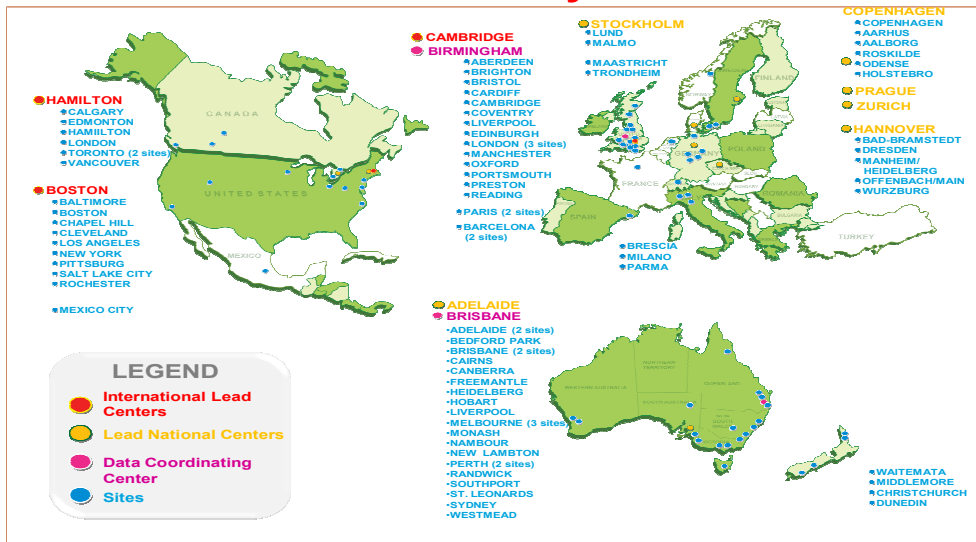 HAMILTON
CALGARY
EDMONTON
HAMIILTON
LONDON
TORONTO (2 sites)
VANCOUVER
BOSTON
BALTIMORE
BOSTON
CHAPEL HILL
CLEVELAND
LOS ANGELES
NEW YORK
PITTSBURG
SALT LAKE CITY
ROCHESTER
MEXICO CITY
CANADA
UNITED STATES
MEXICO
CAMBRIDGE
BIRMINGHAM
ABERDEEN
BRIGHTON
BRISTOL
CARDIFF
CAMBRIDGE
COVENTRY
LIVERPOOL
EDINBURGH
LONDON (3 sites)
MANCHESTER
OXFORD
PORTSMOUTH
PRESTON
READING
PARIS (2 sites)
BARCELONA
(2 sites)
STOCKHOLM
LUND
MALMO
MAASTRICHT
TRONDHEIM
FINLAND
POLAND
GERMANY
FRANCE
ROMANIA
SPAIN
TURKEY
BRESCIA
MILANO
PARMA
COPENHAGEN
COPENHAGEN
AARHUS
AALBORG
ROSKILDE
ODENSE
HOLSTEBRO
PRAGUE
ZURICH
HANNOVER
BAD-BRAMSTEDT
DRESDEN
MANHEIM/
HEIDELBERG
OFFENBACH/MAIN
WURZBURG
LEGEND
International Lead
Centers
Lead National Centers
Data Coordinating
Center
Sites
ADELAIDE
BRISBANE
•ADELAIDE (2 sites)
•BEDFORD PARK
•BRISBANE (2 sites)
•CAIRNS
•CANBERRA
•FREEMANTLE
•HEIDELBERG
•HOBART
•LIVERPOOL
•MELBOURNE (3 sites)
•MONASH
•NAMBOUR
•NEW LAMBTON
•PERTH (2 sites)
•RANDWICK
•SOUTHPORT
•ST. LEONARDS
•SYDNEY
•WESTMEAD
NORTHERN
TERRITORY
WESTERN AUSTRALIA
WAITEMATA
MIDDLEMORE
CHRISTCHURCH
DUNEDIN